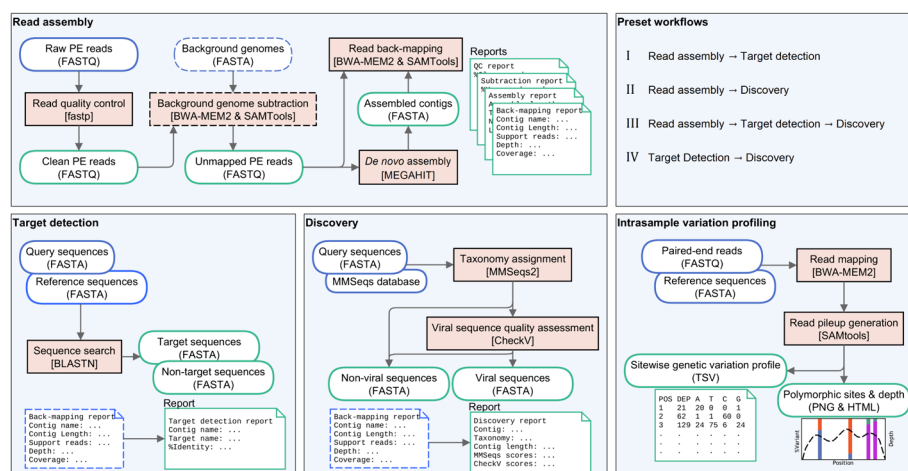 Read assembly
Raw PE reads
(FASTQ)
Read quality control
[fastp]
Clean PE reads
(FASTQ)
Background genomes
(FASTA)
Background genome subtraction
[BWA-MEM2 & SAMTools]
Unmapped PE reads
(FASTQ)
Read back-mapping
[BWA-MEM2 & SAMTools]
Assembled contigs
(FASTA)
De novo assembly
[MEGAHIT]
Reports
QC report
Subtraction report
Assembly report
Back-mapping report
Contig name: ...
Contig Length: ...
Support reads: ...
Depth: ...
Coverage: ...
Preset workflows
I Read assembly → Target detection
II Read assembly → Discovery
III Read assembly → Target detection → Discovery
IV Target Detection → Discovery
Target detection
Query sequences
(FASTA)
Reference sequences
(FASTA)
Sequence search
[BLASTN]
Target sequences
(FASTA)
Non-target sequences
(FASTA)
Back-mapping report
Contig name: ...
Contig Length: ...
Support reads: ...
Depth: ...
Coverage: ...
Report
Target detection report
Contig name: ...
Target name: ...
%Identity: ...
Discovery
Query sequences
(FASTA)
MMSeqs database
Taxonomy assignment
[MMSeqs2]
Viral sequence quality assessment
[CheckV]
Non-viral sequences
(FASTA)
Viral sequences
(FASTA)
Back-mapping report
Contig name: ...
Contig Length: ...
Support reads: ...
Depth: ...
Coverage: ...
Report
Discovery report
Contig: ...
Taxonomy: ...
Contig length: ...
MMSeqs scores: ...
CheckV scores: ...
Intrasample variation profiling
Paired-end reads
(FASTQ)
Reference sequences
(FASTA)
Read mapping
[BWA-MEM2]
Read pileup generation
[SAMtools]
Sitewise genetic variation profile
(TSV)
POS DEP A T C G
1 21 20 0 0 1
2 62 1 1 60 0
3 129 24 75 6 24
. . . . . .
. . . . . .
Polymorphic sites & depth
(PNG & HTML)
%Variant
Depth
Position